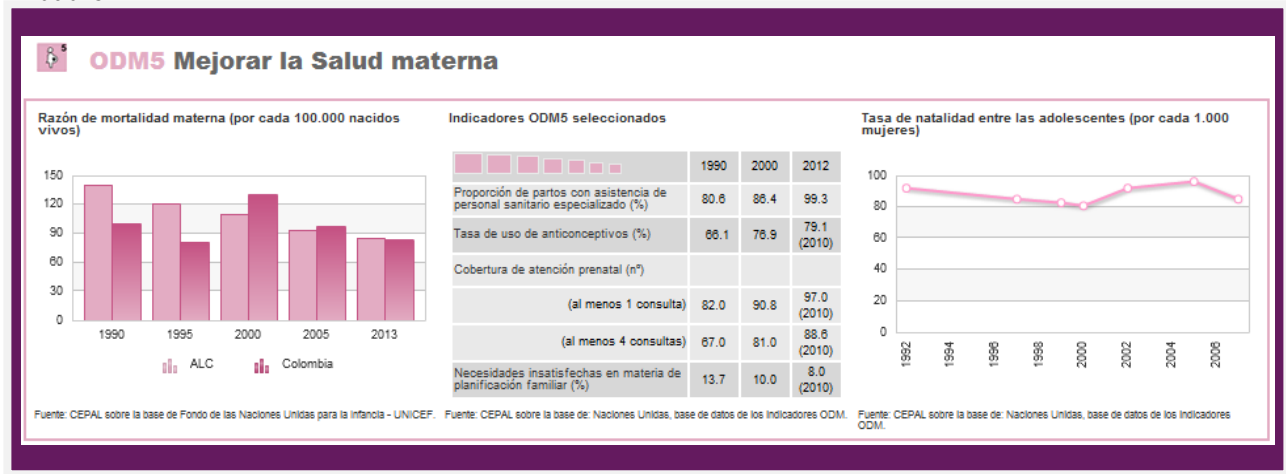 5
ODM5 Mejorar la Salud materna
Razón de mortalidad materna (por cada 100.000 nacidos
vivos)
150
120
90
60
30
0
1990 1995 2000 2005 2013
ALC Colombia
Fuente: CEPAL sobre la base de Fondo de las Naciones Unidas para la Infancia - UNICEF.
Indicadores ODM5 seleccionados
1990 2000 2012
Proporción de partos con asistencia de
personal sanitario especializado (%) 80.6 86.4 99.3
Tasa de uso de anticonceptivos (%) 66.1 76.9 79.1
(2010)
Cobertura de atención prenatal (nº)
(al menos 1 consulta) 82.0 90.8 97.0
(2010)
(al menos 4 consultas) 67.0 81.0 88.6
(2010)
Necesidades insatisfechas en materia de
planificación familiar (%) 13.7 10.0 8.0
(2010)
Fuente: CEPAL sobre la base de: Naciones Unidas, base de datos de los Indicadores ODM.
Tasa de natalidad entre las adolescentes (por cada 1.000
mujeres)
100
80
60
40
20
0
1992 1994 1996 1998 2000 2002 2004 2006
Fuente: CEPAL sobre la base de: Naciones Unidas, base de datos de los Indicadores
ODM.